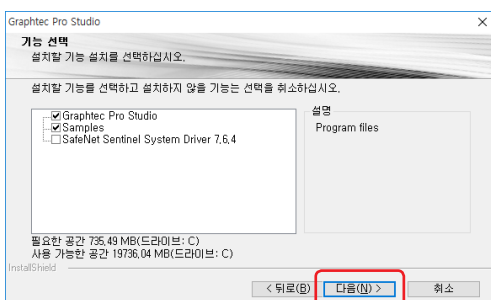 Graphtec Pro Studio
기능 선택
설치할 기능 설치를 선택하십시오.
설치할 기능를 선택하고 설치하지 않을 기능는 선택을 취소하십시오.
Graphtec Pro Studio
Samples
SafeNet Sentinel System Driver 7.6.4
설명
Program files
필요한 공간 735.49 MB(드라이브: C)
사용 가능한 공간 19736.04 MB(드라이브: C)
InstallShield
< 뒤로(B)
다음(N) >
취소